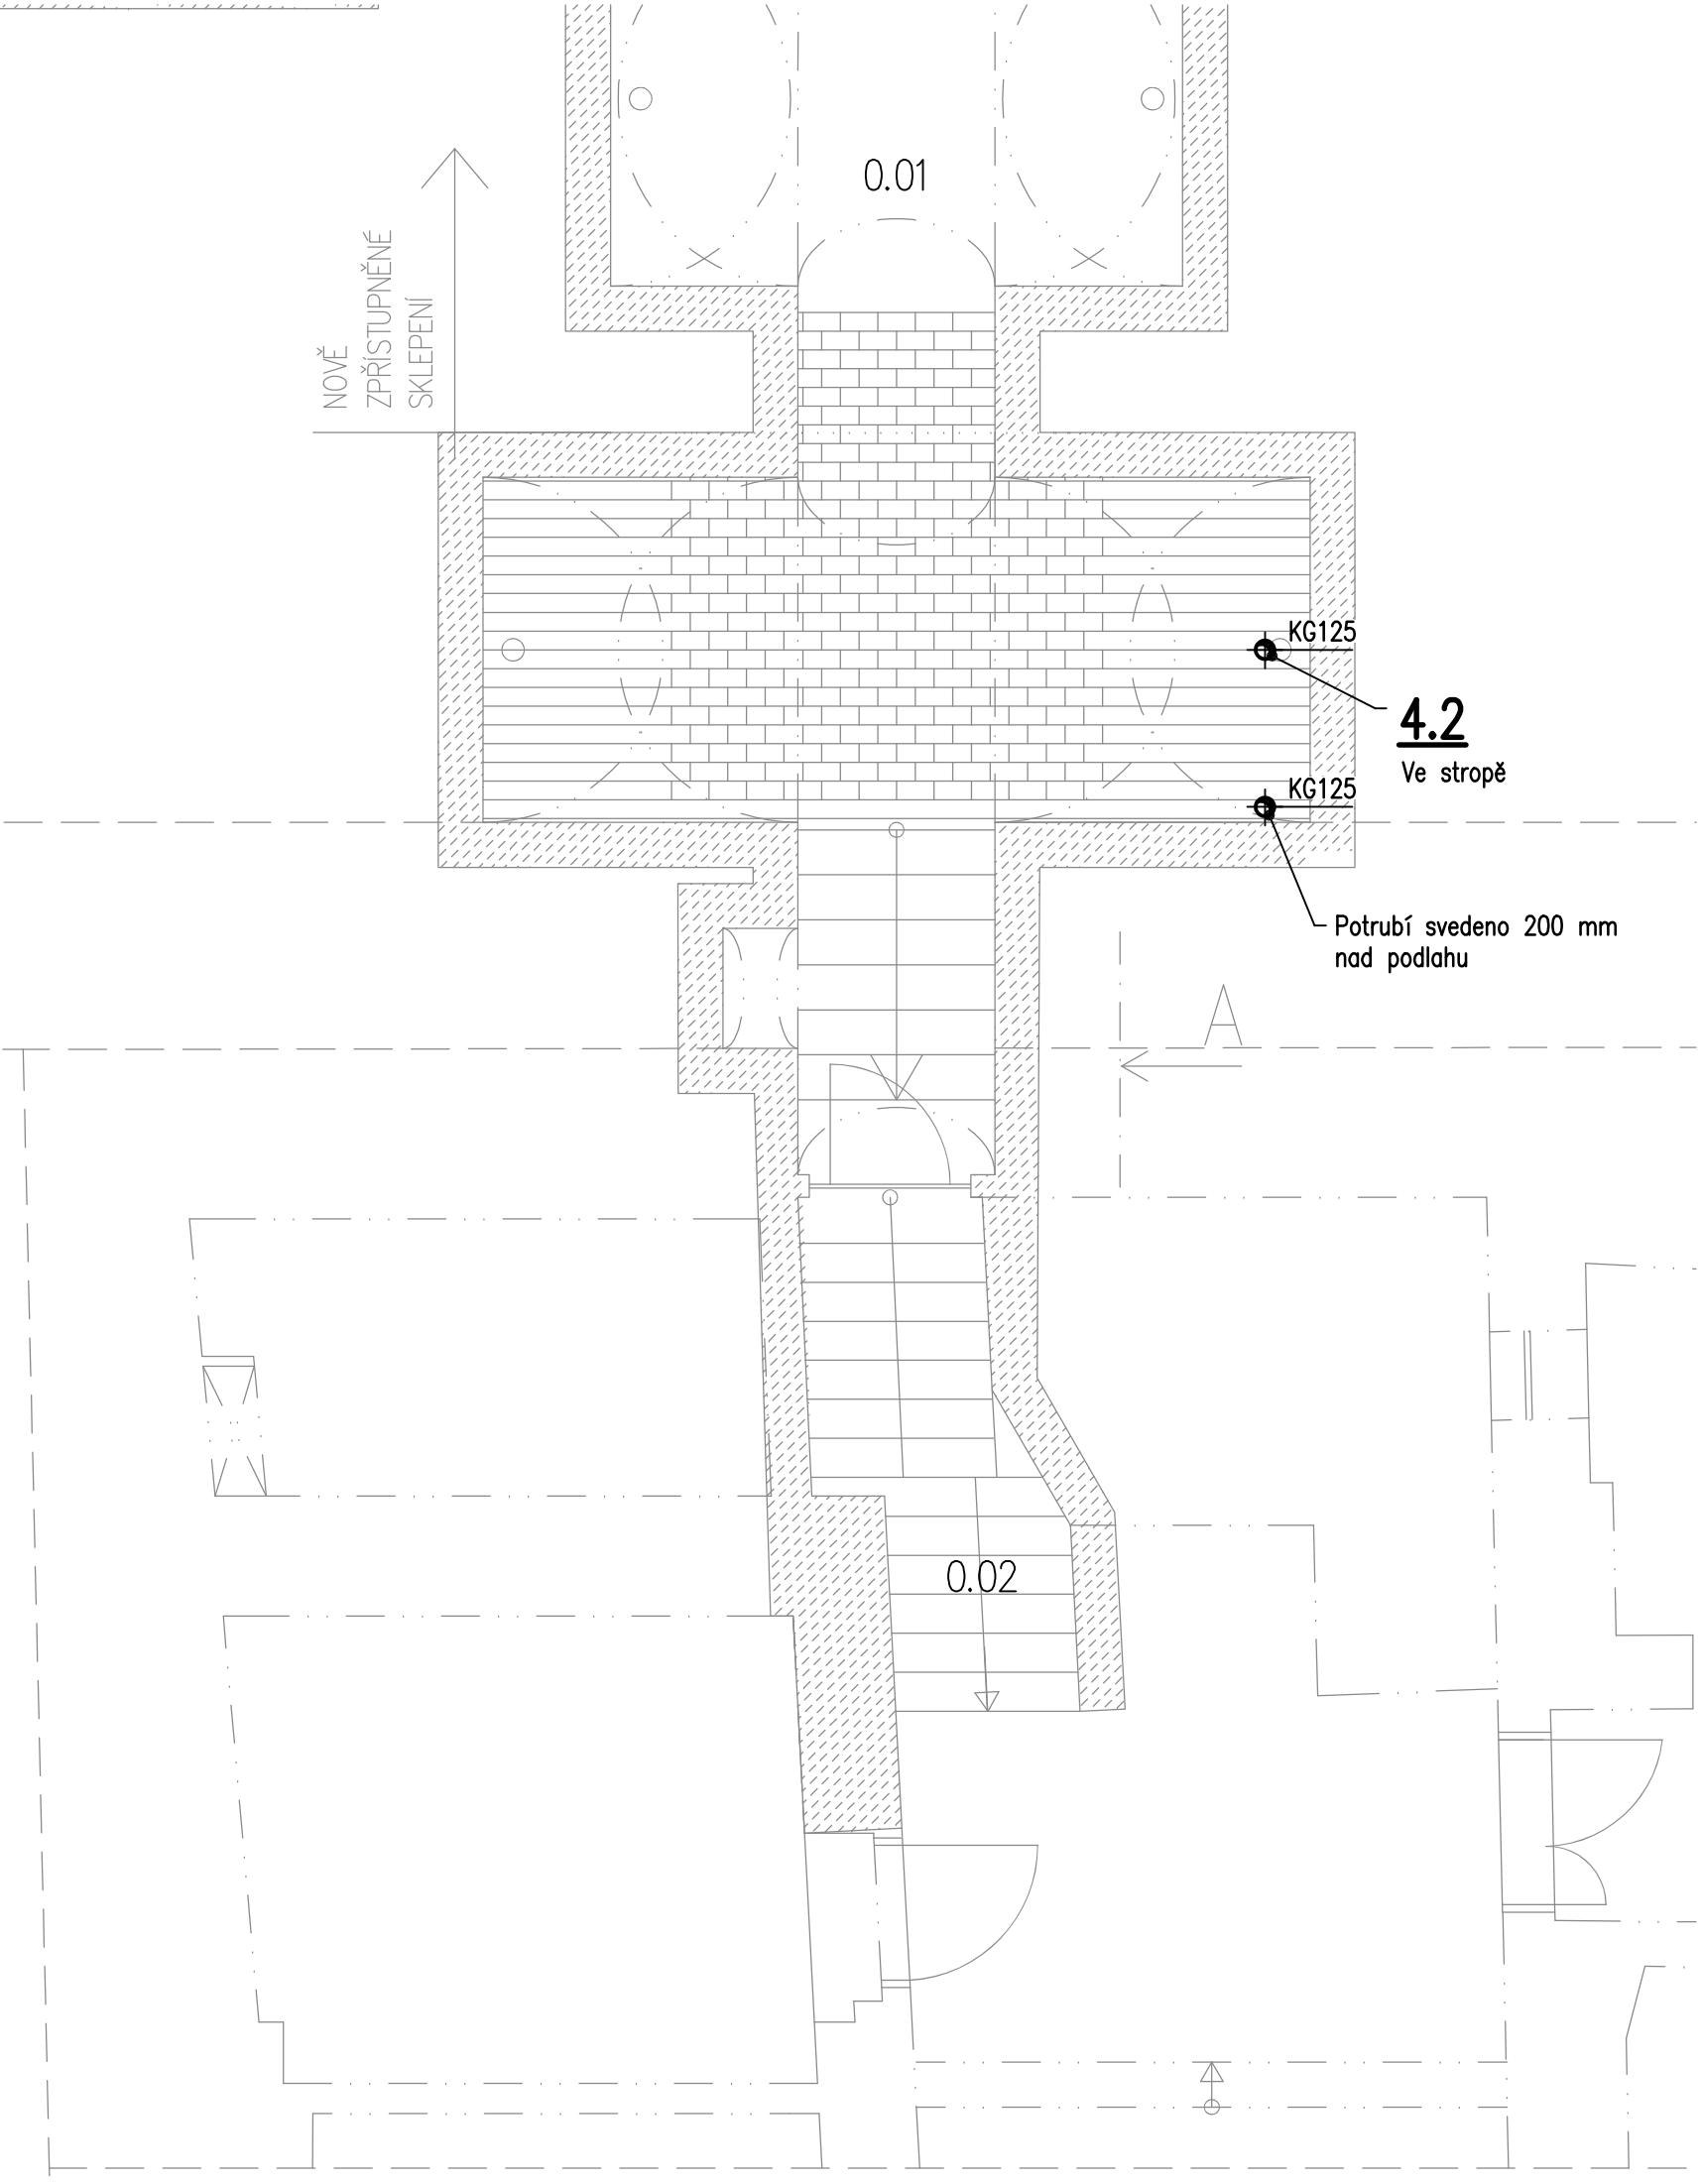 0.01
NOVĚ
ZPŘÍSTUPNĚNÉ
SKLEPENÍ
KG125
4.2
Ve stropě
KG125
Potrubí svedeno 200 mm
nad podlahu
A
0.02